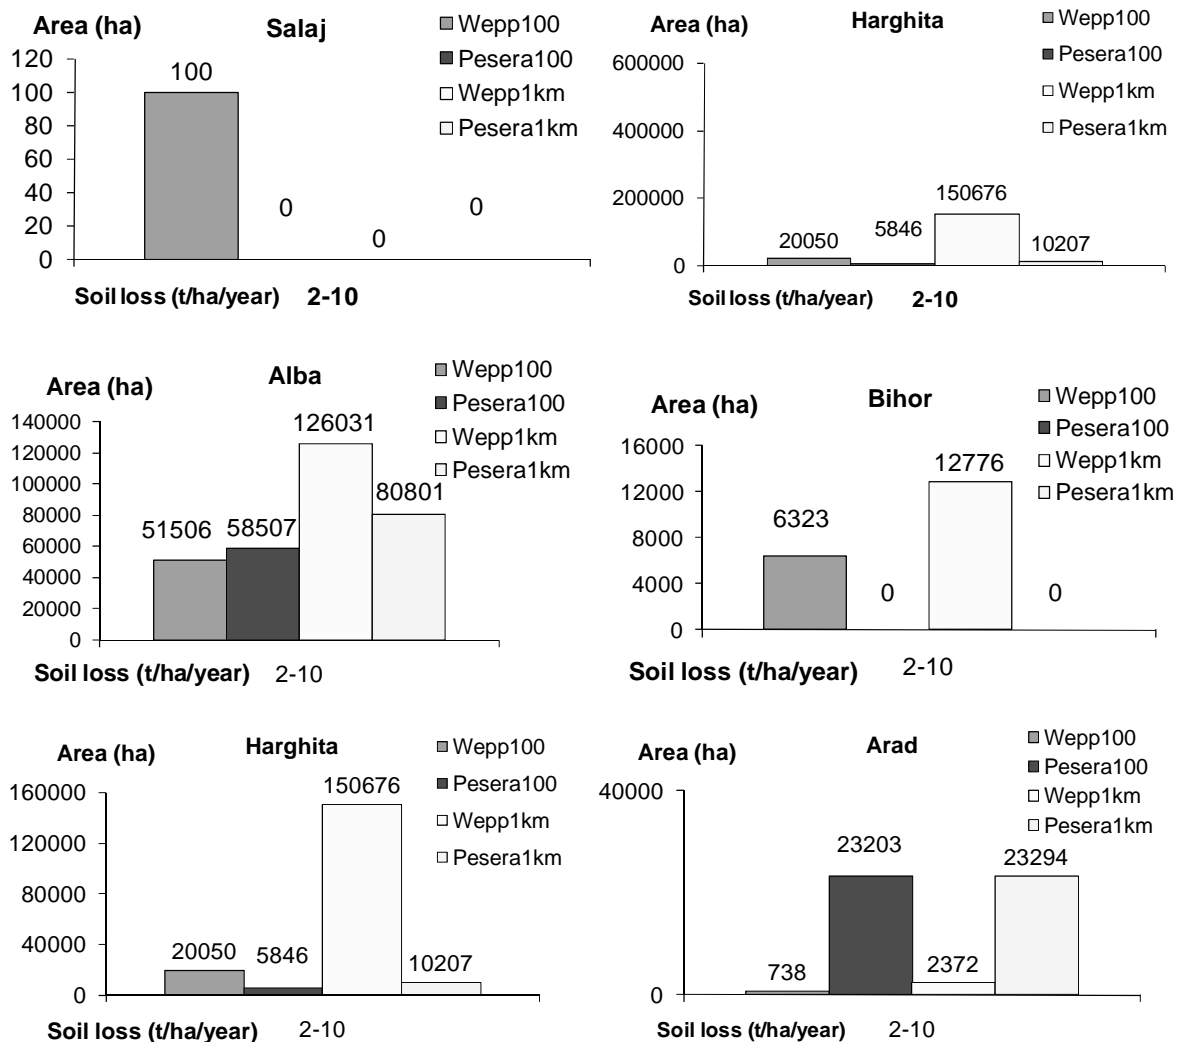 Area (ha)
Salaj
Wepp100
Pesera100
Wepp1km
Pesera1km
120
100
80
60
40
20
0
100
0
0
0
Soil loss (t/ha/year) 2-10
Area (ha)
Harghita
Wepp100
Pesera100
Wepp1km
Pesera1km
600000
400000
200000
0
20050
5846
150676
10207
Soil loss (t/ha/year) 2-10
Area (ha)
Alba
Wepp100
Pesera100
Wepp1km
Pesera1km
140000
120000
100000
80000
60000
40000
20000
0
51506
58507
126031
80801
Soil loss (t/ha/year) 2-10
Area (ha)
Bihor
Wepp100
Pesera100
Wepp1km
Pesera1km
16000
12000
8000
4000
0
6323
0
12776
0
Soil loss (t/ha/year) 2-10
Area (ha)
Harghita
Wepp100
Pesera100
Wepp1km
Pesera1km
160000
120000
80000
40000
0
20050
5846
150676
10207
Soil loss (t/ha/year) 2-10
Area (ha)
Arad
Wepp100
Pesera100
Wepp1km
Pesera1km
40000
0
738
23203
2372
23294
Soil loss (t/ha/year) 2-10